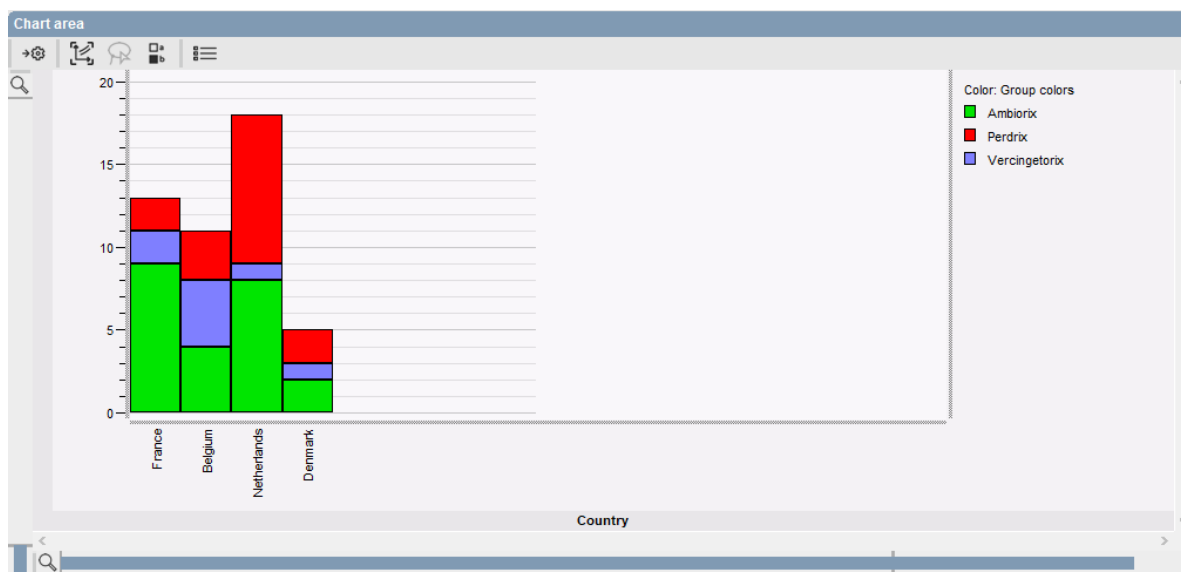 Chart area
a
b
20
15
10
5
0
France
Belgium
Netherlands
Denmark
Country
Color: Group colors
Ambiorix
Perdrix
Vercingetorix